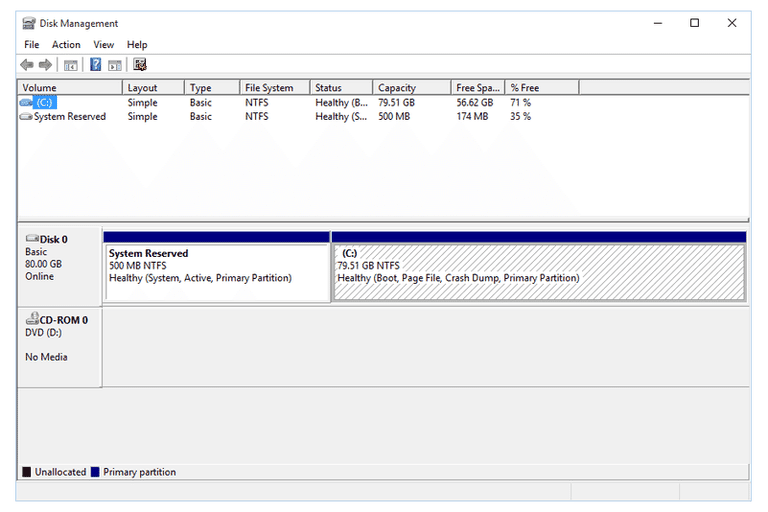 Disk Management
File Action View Help
Volume Layout Type File System Status Capacity Free Spa... % Free
(C:) Simple Basic NTFS Healthy (B... 79.51 GB 56.62 GB 71 %
System Reserved Simple Basic NTFS Healthy (S... 500 MB 174 MB 35 %
Disk 0
Basic
80.00 GB
Online
System Reserved
500 MB NTFS
Healthy (System, Active, Primary Partition)
(C:)
79.51 GB NTFS
Healthy (Boot, Page File, Crash Dump, Primary Partition)
CD-ROM 0
DVD (D:)
No Media
Unallocated Primary partition